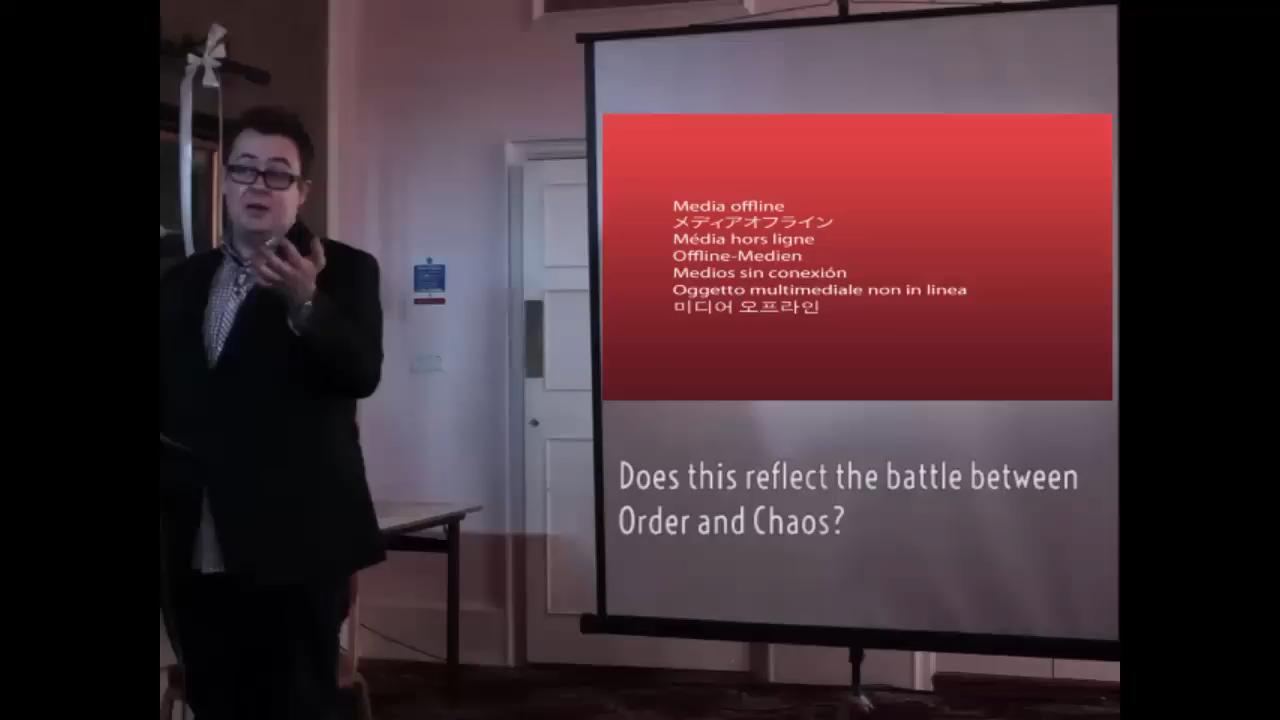 Media offline
メディアオフライン
Média hors ligne
Offline-Medien
Medios sin conexión
Oggetto multimediale non in linea
미디어 오프라인
Does this reflect the battle between
Order and Chaos?